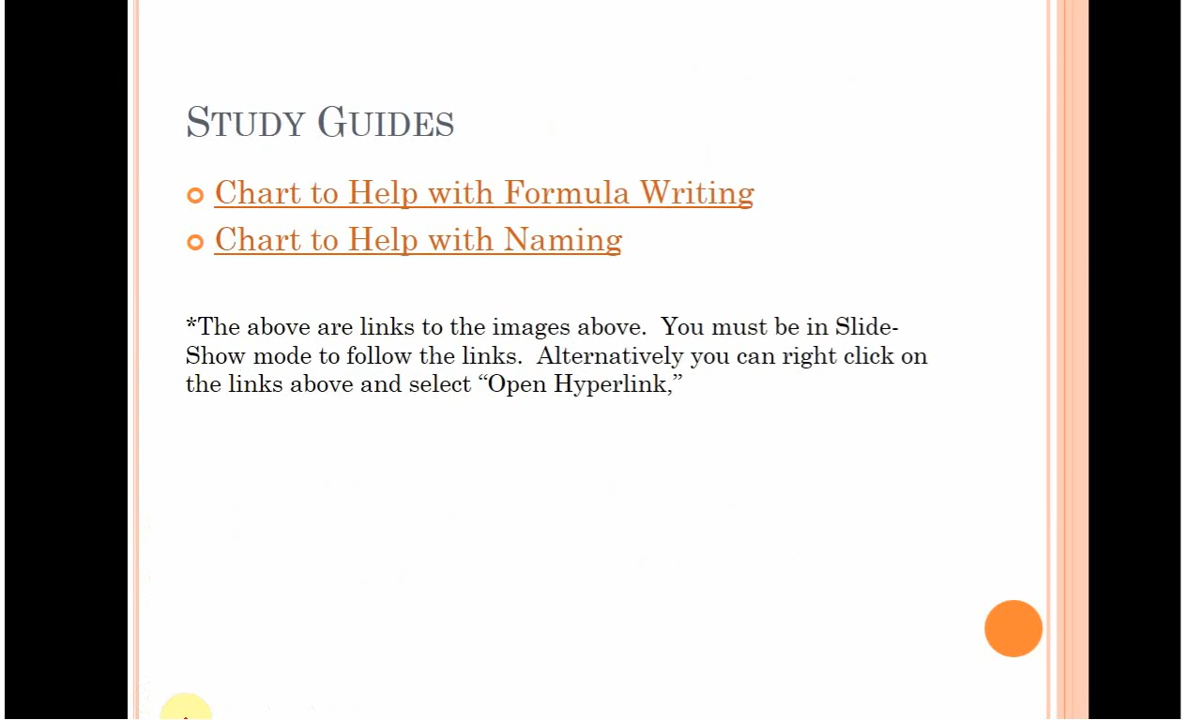 STUDY GUIDES
Chart to Help with Formula Writing
Chart to Help with Naming
*The above are links to the images above.  You must be in Slide-
Show mode to follow the links.  Alternatively you can right click on
the links above and select “Open Hyperlink,”